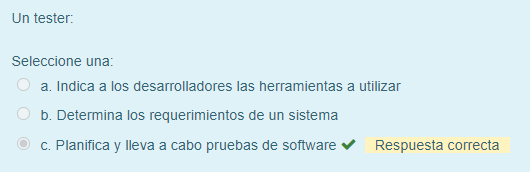 Un tester:
Seleccione una:
a. Indica a los desarrolladores las herramientas a utilizar
b. Determina los requerimientos de un sistema
c. Planifica y lleva a cabo pruebas de software Respuesta correcta